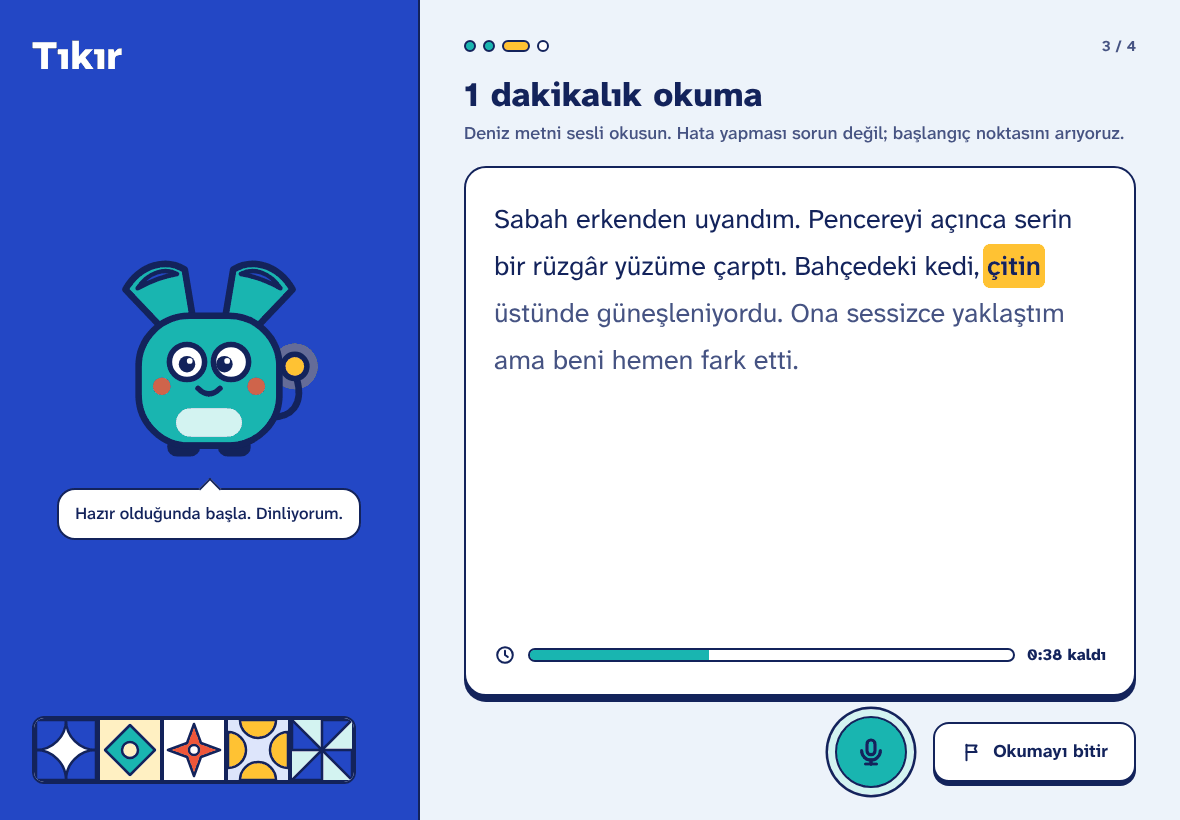 Tıkır
3 / 4
1 dakikalık okuma
Deniz metni sesli okusun. Hata yapması sorun değil; başlangıç noktasını arıyoruz.
Sabah erkenden uyandım. Pencereyi açınca serin
bir rüzgâr yüzüme çarptı. Bahçedeki kedi, çitin
üstünde güneşleniyordu. Ona sessizce yaklaştım
ama beni hemen fark etti.
Hazır olduğunda başla. Dinliyorum.
0:38 kaldı
Okumayı bitir